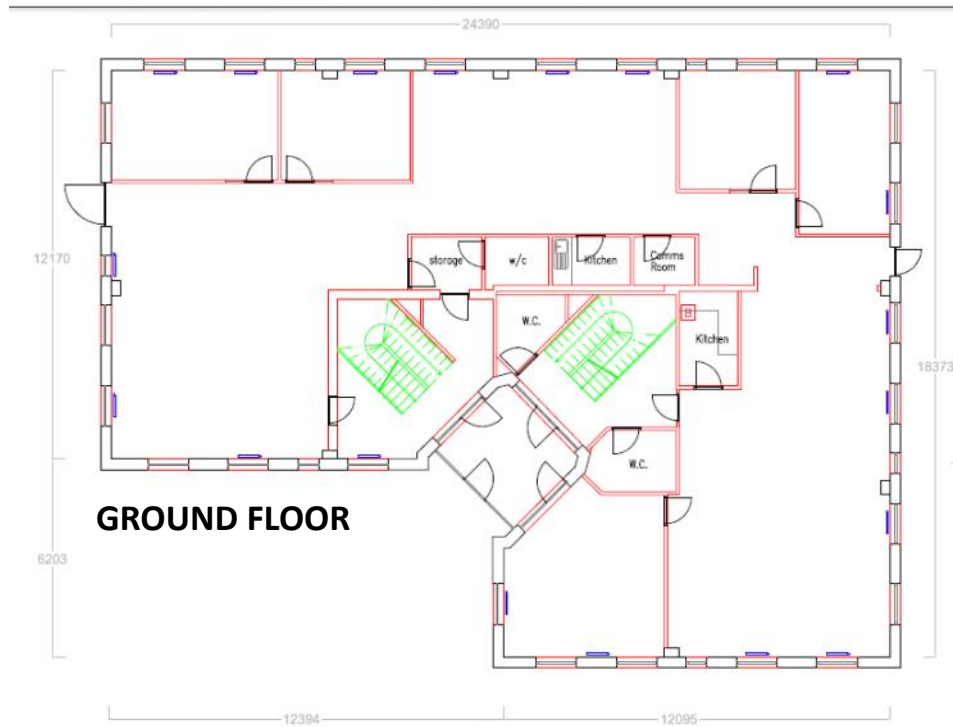 24390
12170
storage
w/c
Kitchen
Comms
Room
W.C.
Kitchen
18373
W.C.
GROUND FLOOR
6203
12394
12095